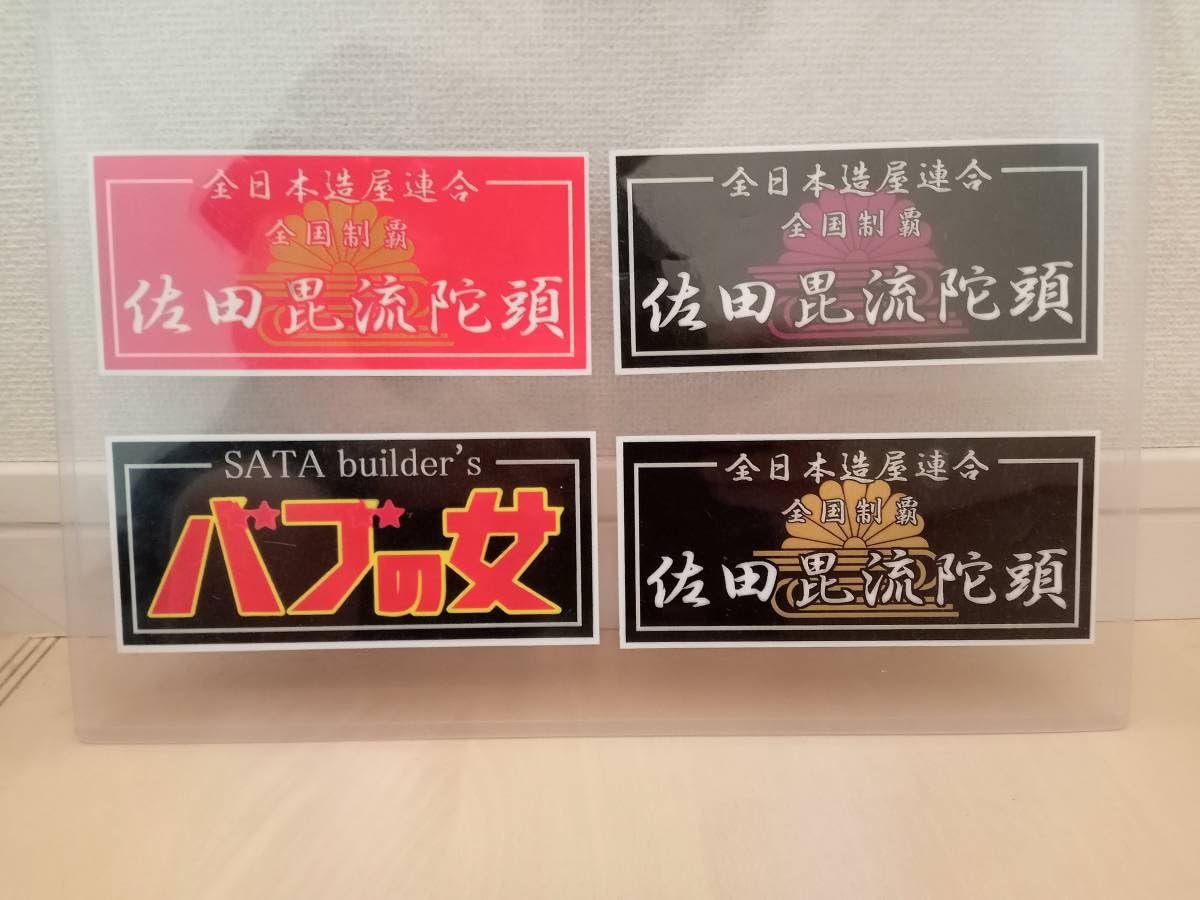 全日本造屋連合
全国制覇
佐田毘流陀頭
全日本造屋連合
全国制覇
佐田毘流陀頭
SATA builder's
バブの女
全日本造屋連合
全国制覇
佐田毘流陀頭